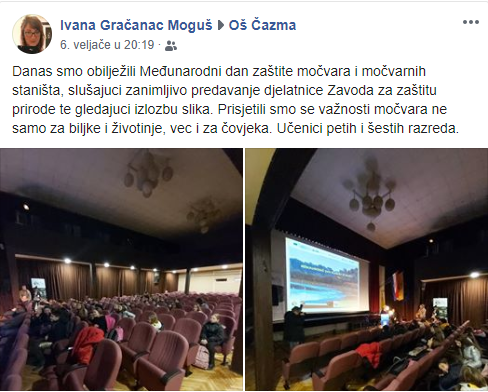 Ivana Gračanac Moguš ▸ Oš Čazma
6. veljače u 20:19 ·
Danas smo obilježili Međunarodni dan zaštite močvara i močvarnih
staništa, slušajuci zanimljivo predavanje djelatnice Zavoda za zaštitu
prirode te gledajuci izlozbu slika. Prisjetili smo se važnosti močvara ne
samo za biljke i životinje, vec i za čovjeka. Učenici petih i šestih razreda.